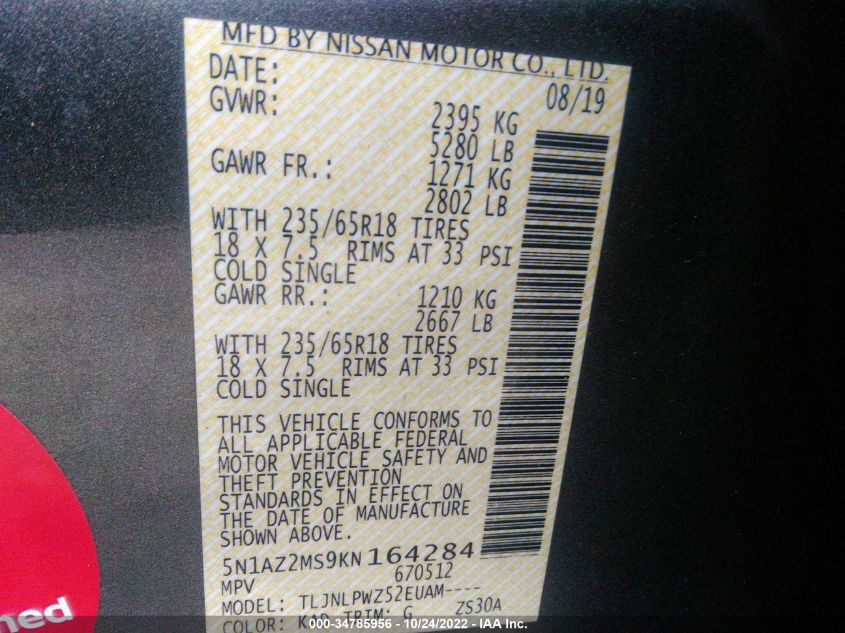 MFD BY NISSAN MOTOR CO., LTD.
DATE: 08/19
GVWR: 2395 KG
5280 LB
GAWR FR.: 1271 KG
2802 LB
WITH 235/65R18 TIRES
18 X 7.5 RIMS AT 33 PSI
COLD SINGLE
GAWR RR.: 1210 KG
2667 LB
WITH 235/65R18 TIRES
18 X 7.5 RIMS AT 33 PSI
COLD SINGLE
THIS VEHICLE CONFORMS TO
ALL APPLICABLE FEDERAL
MOTOR VEHICLE SAFETY AND
THEFT PREVENTION
STANDARDS IN EFFECT ON
THE DATE OF MANUFACTURE
SHOWN ABOVE.
5N1AZ2MS9KN164284
MPV 670512
MODEL: TLJNLPWZ52EUAM----
COLOR: TRIM: G ZS30A
ned
000-34785956 - 10/24/2022 - IAA Inc.